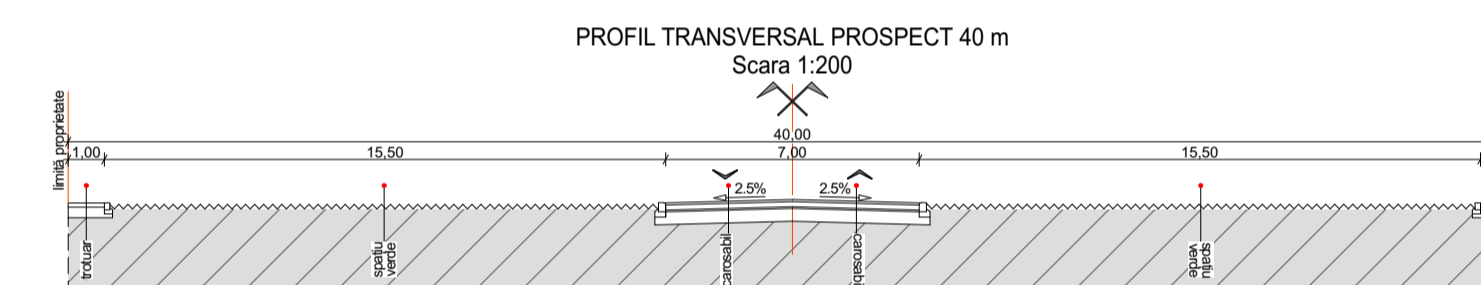 PROFIL TRANSVERSAL PROSPECT 40 m
Scara 1:200
limită proprietate
40,00
1,00
15,50
7,00
15,50
2.5%
2.5%
trotuar
spațiu
verde
carosabil
carosabil
spațiu
verde